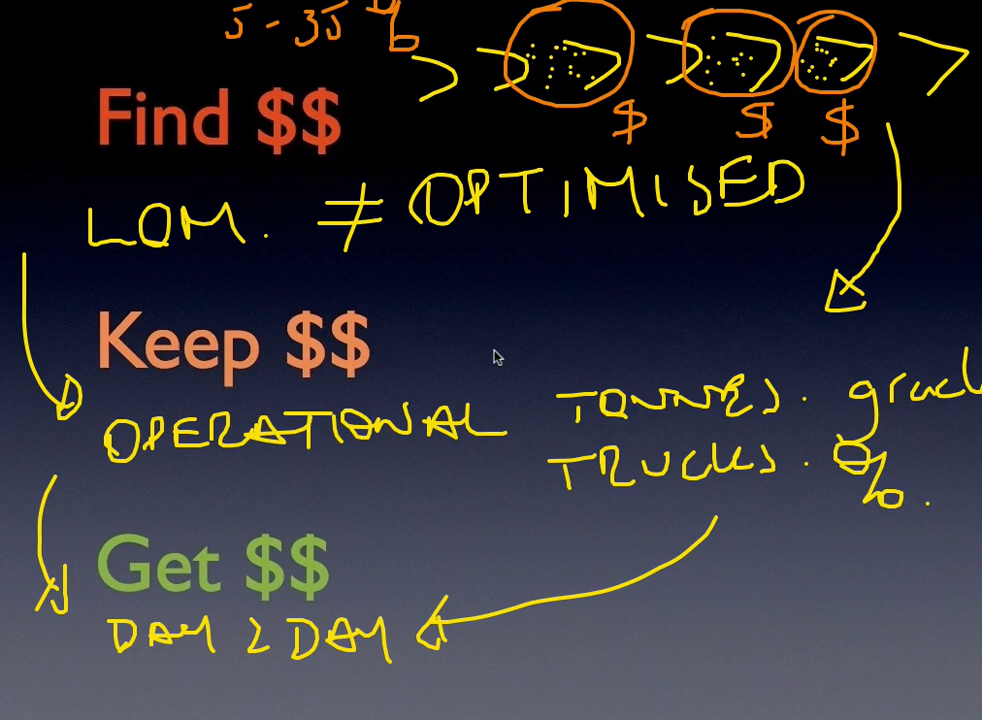 5 - 35 %
$ $ $
Find $$
LOM. ≠ OPTIMISED
Keep $$
OPERATIONAL
TONNES. grad
TRUCKS. %.
Get $$
DAY 2 DAY